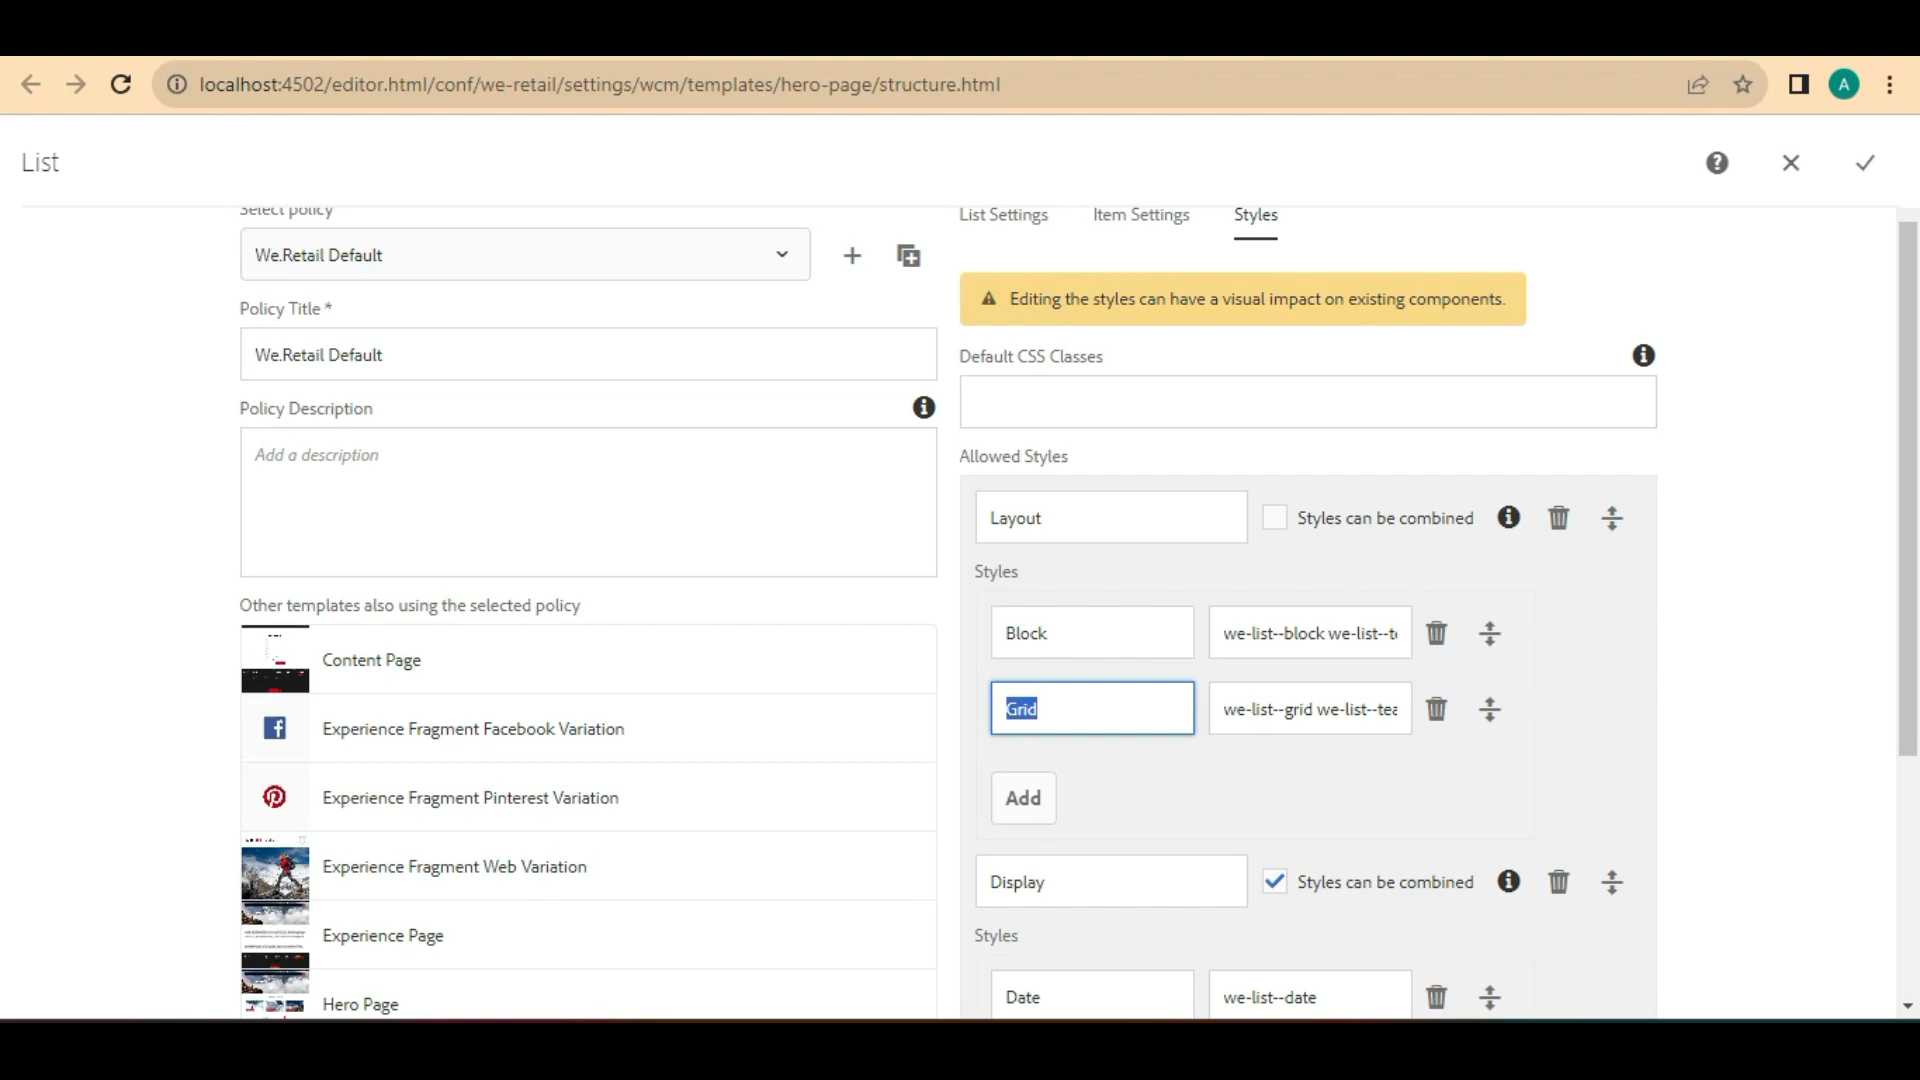 localhost:4502/editor.html/conf/we-retail/settings/wcm/templates/hero-page/structure.html
A
List
Select policy
We.Retail Default
Policy Title *
We.Retail Default
Policy Description
Add a description
Other templates also using the selected policy
Content Page
Experience Fragment Facebook Variation
Experience Fragment Pinterest Variation
Experience Fragment Web Variation
Experience Page
Hero Page
List Settings
Item Settings
Styles
Editing the styles can have a visual impact on existing components.
Default CSS Classes
Allowed Styles
Layout
Styles can be combined
Styles
Block
we-list--block we-list--te
Grid
we-list--grid we-list--tea
Add
Display
Styles can be combined
Styles
Date
we-list--date